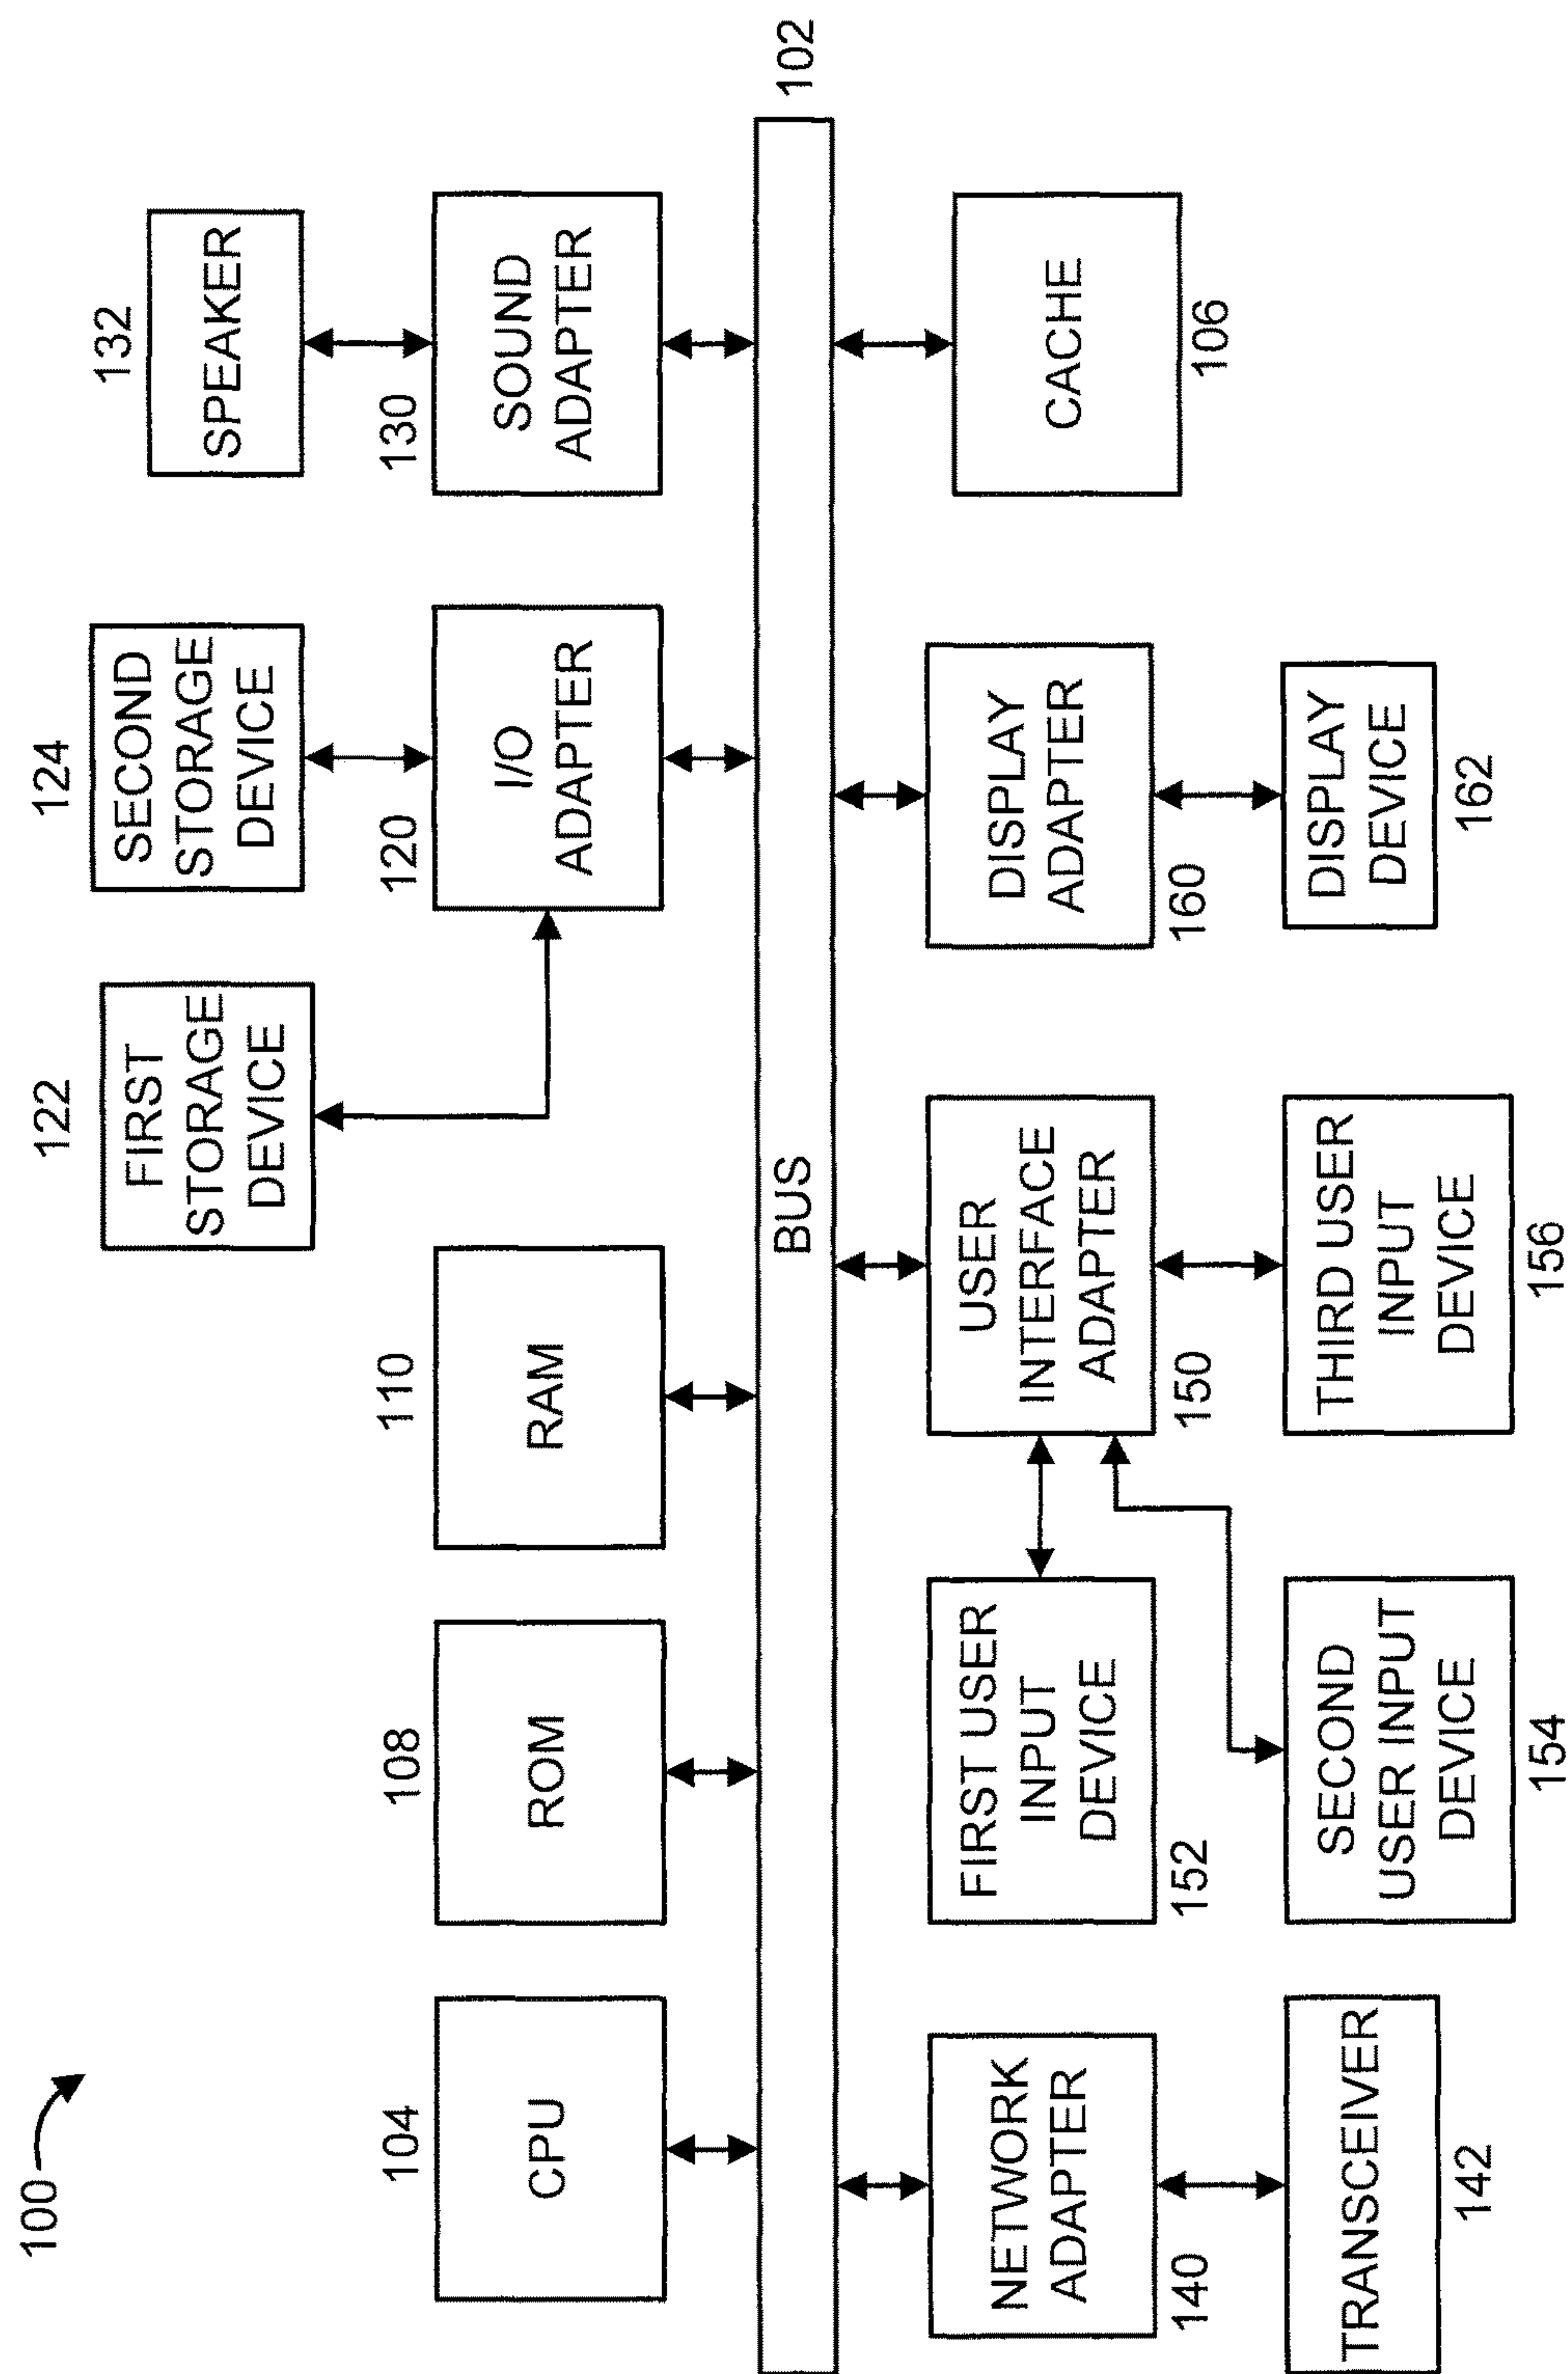 100
104
CPU
108
ROM
110
RAM
122
FIRST
STORAGE
DEVICE
124
SECOND
STORAGE
DEVICE
120
I/O
ADAPTER
132
SPEAKER
130
SOUND
ADAPTER
BUS
102
NETWORK
ADAPTER
140
TRANSCEIVER
142
FIRST USER
INPUT
DEVICE
152
SECOND
USER INPUT
DEVICE
154
USER
INTERFACE
ADAPTER
150
THIRD USER
INPUT
DEVICE
156
DISPLAY
ADAPTER
160
DISPLAY
DEVICE
162
CACHE
106